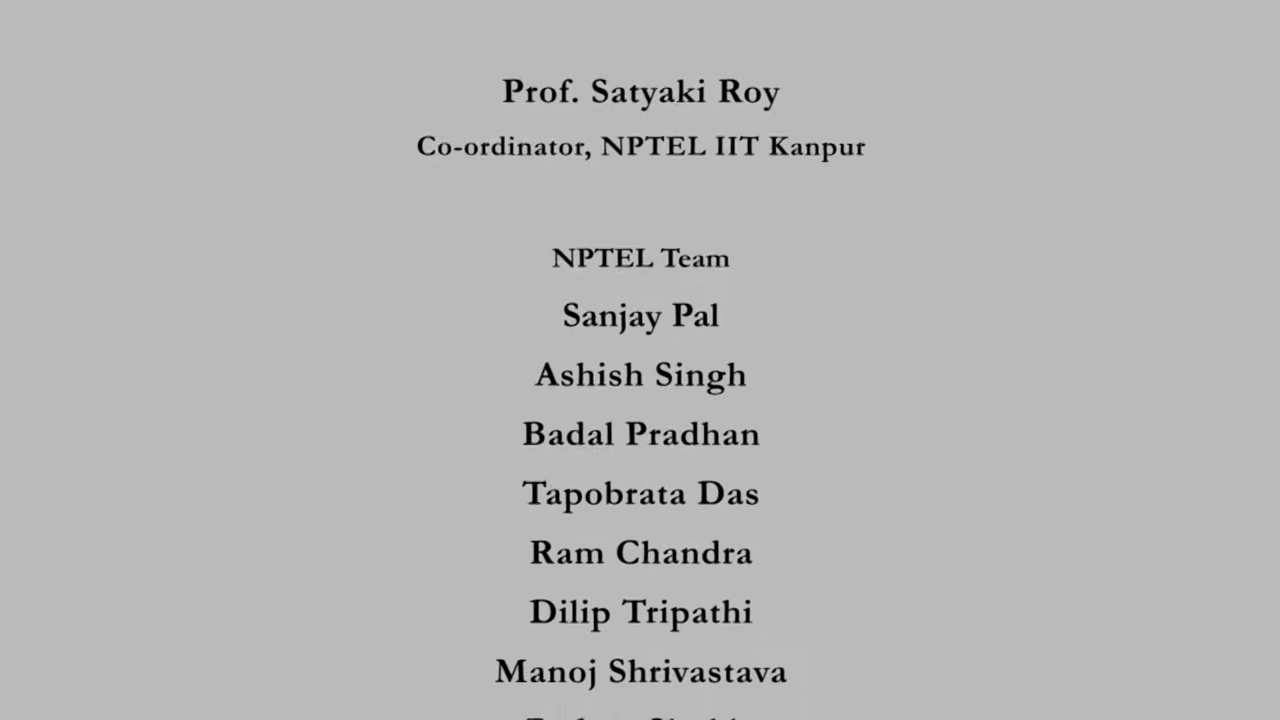 Prof. Satyaki Roy
Co-ordinator, NPTEL IIT Kanpur
NPTEL Team
Sanjay Pal
Ashish Singh
Badal Pradhan
Tapobrata Das
Ram Chandra
Dilip Tripathi
Manoj Shrivastava